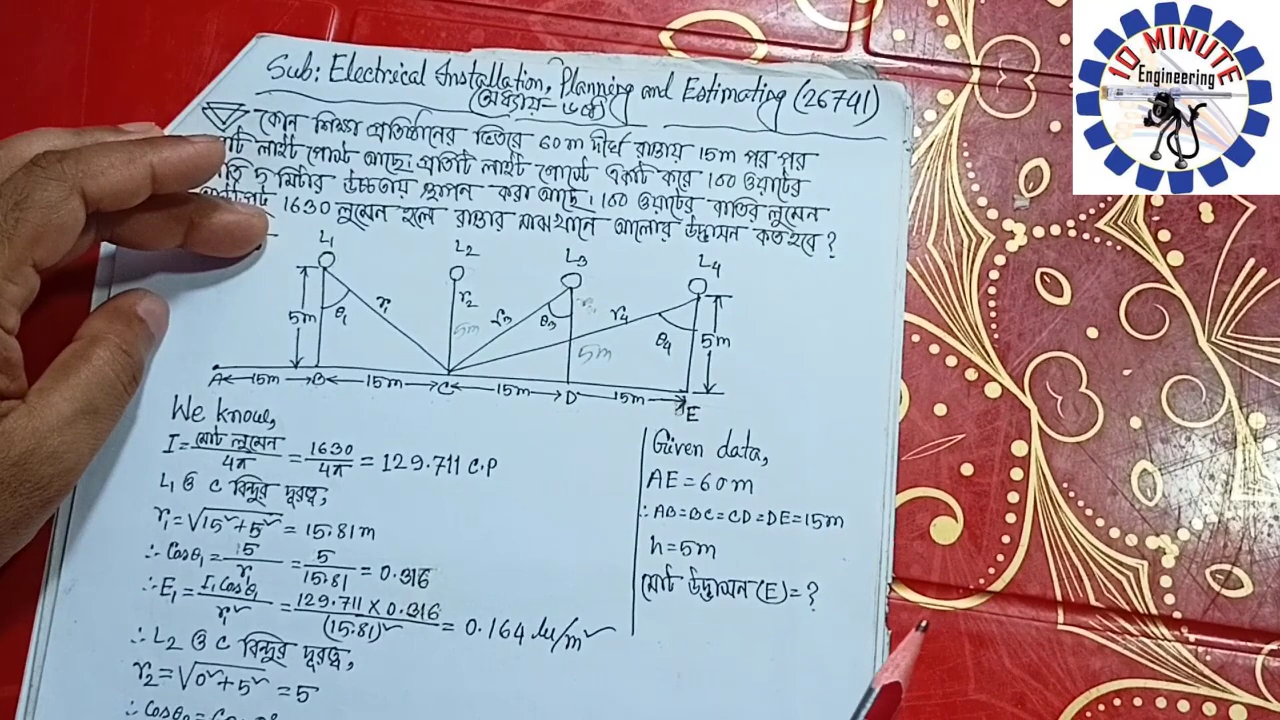 Sub: Electrical Installation, Planning and Estimating (26741)
(অধ্যায়- ৬ষ্ঠ)
কোন শিক্ষা প্রতিষ্ঠানের ভিতরে 60m দীর্ঘ রাস্তায় 15m পর পর
টি লাইট পোস্ট আছে। প্রতিটি লাইট পোস্টে একটি করে 100 ওয়াটের
বাতি 5 মিটার উচ্চতায় স্থাপন করা আছে। 100 ওয়াটের বাতির লুমেন
1630 লুমেন হলে রাস্তার মাঝখানে আলোর উদ্ভাসন কত হবে?
L₁ L₂ L₃ L₄
5m θ₁ r₁ r₂ 5m r₃ θ₃ r₄ 5m θ₄ 5m
A 15m B 15m C 15m D 15m E
We know,
I = মোট লুমেন/4π = 1630/4π = 129.711 C.P
L₁ ও C বিন্দুর দূরত্ব,
r₁ = √15²+5² = 15.81m
∴ Cosθ₁ = 5/r₁ = 5/15.81 = 0.316
∴ E₁ = I₁ Cosθ₁/r₁² = 129.711 × 0.316/(15.81)² = 0.164 lu/m²
∴ L₂ ও C বিন্দুর দূরত্ব,
r₂ = √0²+5² = 5
∴ Cosθ₂ =
Given data,
AE = 60m
∴ AB = BC = CD = DE = 15m
h = 5m
মোট উদ্ভাসন (E) = ?
10 MINUTE
Engineering